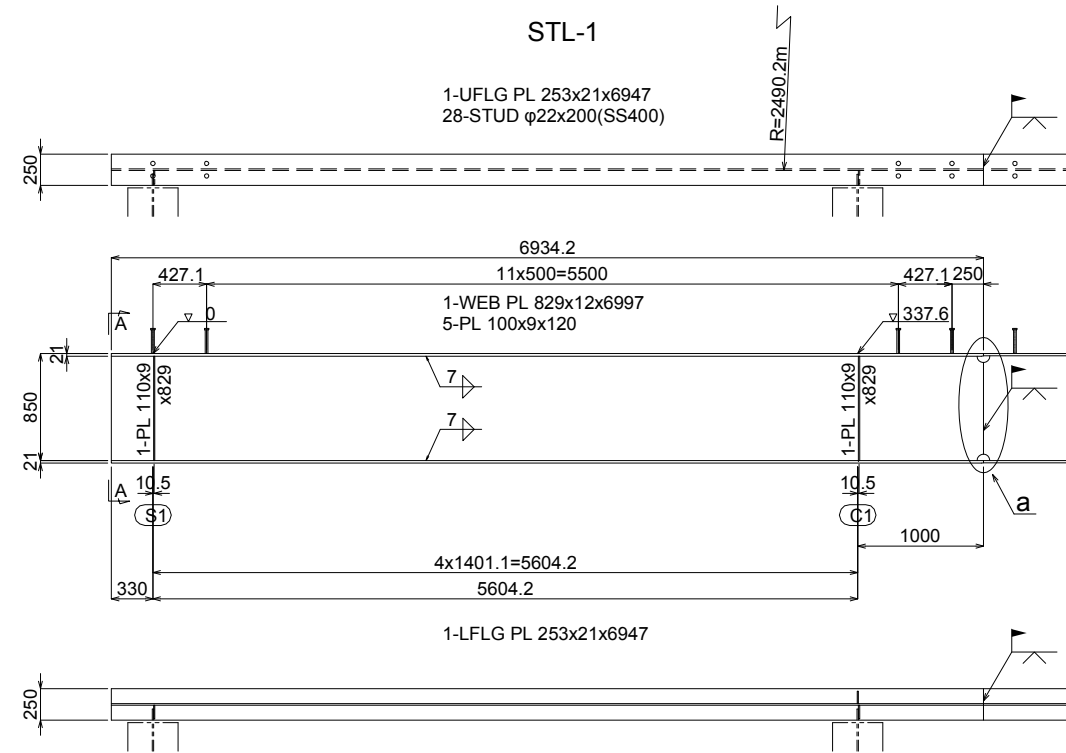 STL-1
R=2490.2m
1-UFLG PL 253x21x6947
28-STUD φ22x200(SS400)
250
6934.2
427.1
11x500=5500
427.1
250
1-WEB PL 829x12x6997
5-PL 100x9x120
A
0
337.6
21
850
21
1-PL 110x9
x829
7
7
1-PL 110x9
x829
A
10.5
S1
10.5
C1
a
1000
4x1401.1=5604.2
330
5604.2
1-LFLG PL 253x21x6947
250